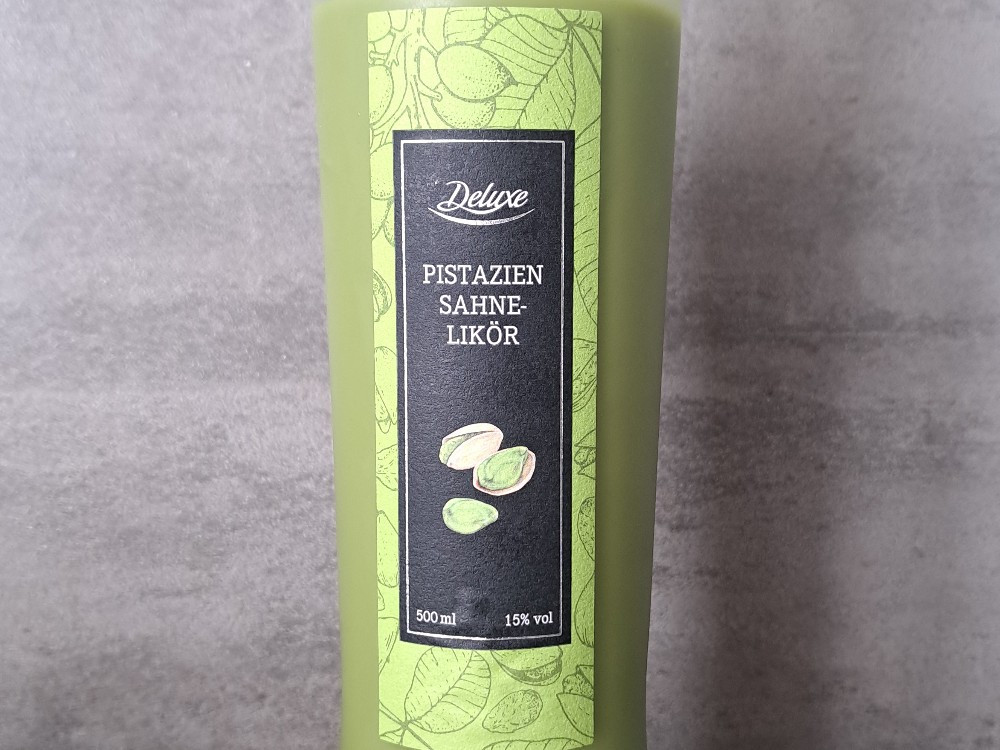 Deluxe
PISTAZIEN
SAHNE-
LIKÖR
500 ml 15% vol